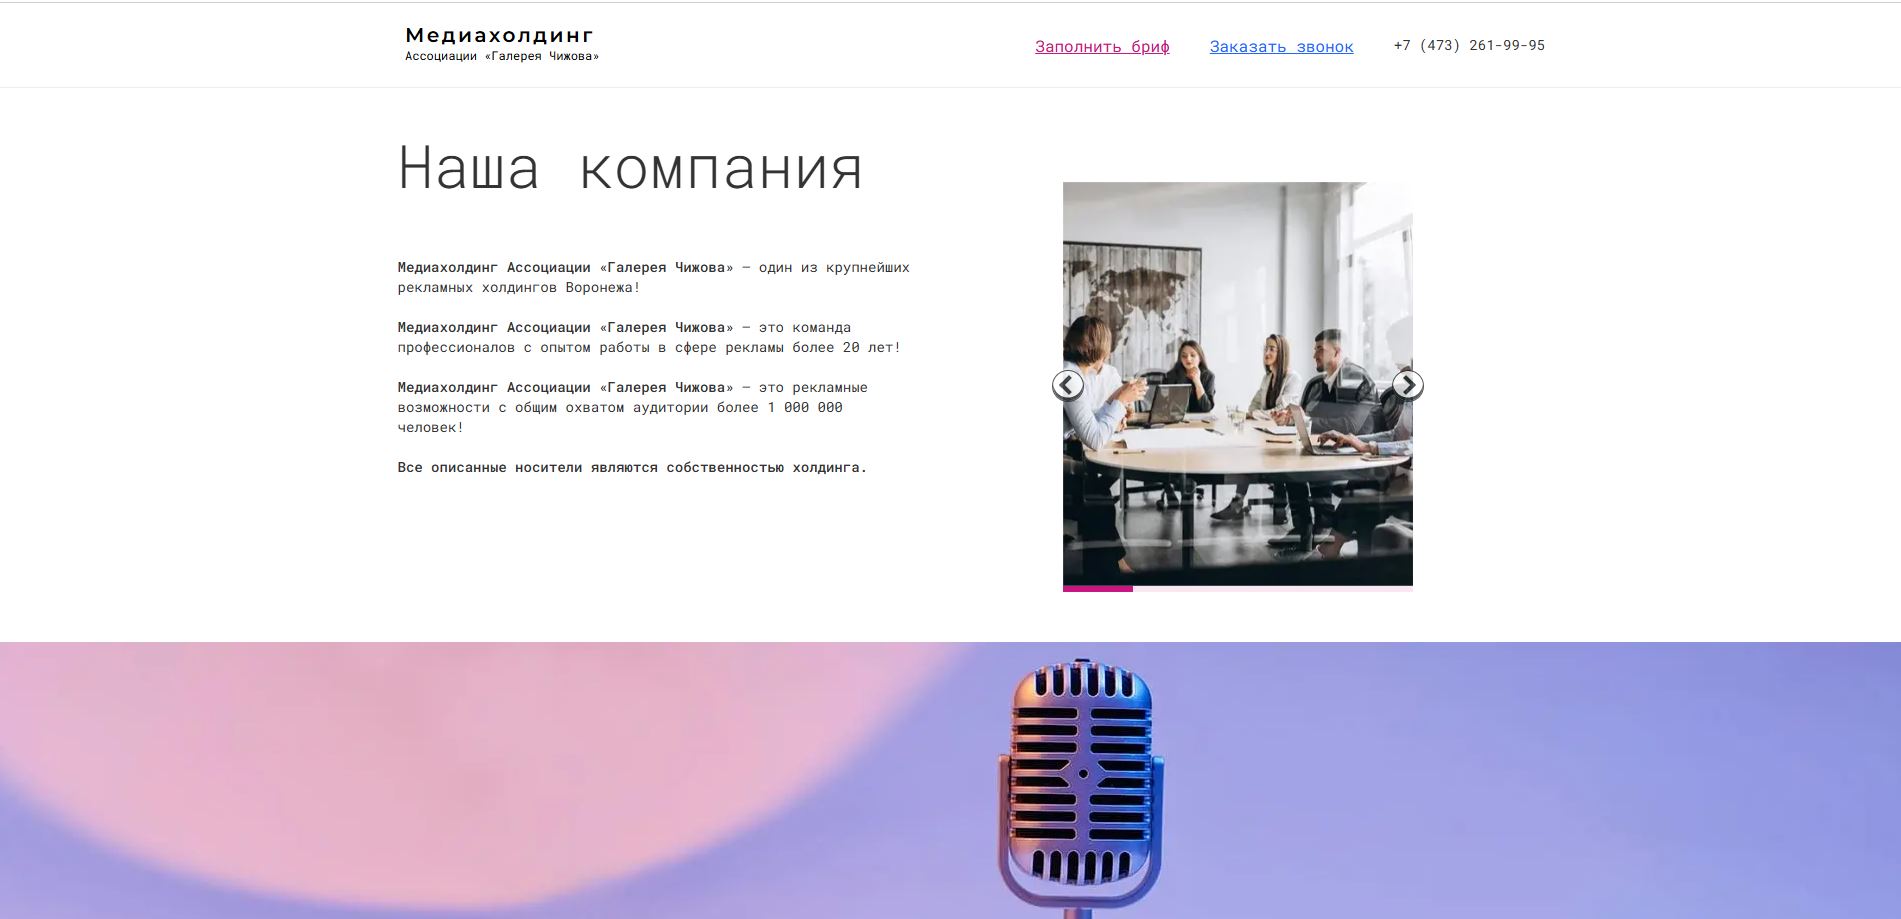 Медиахолдинг
Ассоциации «Галерея Чижова»
Заполнить бриф
Заказать звонок
+7 (473) 261-99-95
Наша компания
Медиахолдинг Ассоциации «Галерея Чижова» — один из крупнейших
рекламных холдингов Воронежа!
Медиахолдинг Ассоциации «Галерея Чижова» — это команда
профессионалов с опытом работы в сфере рекламы более 20 лет!
Медиахолдинг Ассоциации «Галерея Чижова» — это рекламные
возможности с общим охватом аудитории более 1 000 000
человек!
Все описанные носители являются собственностью холдинга.